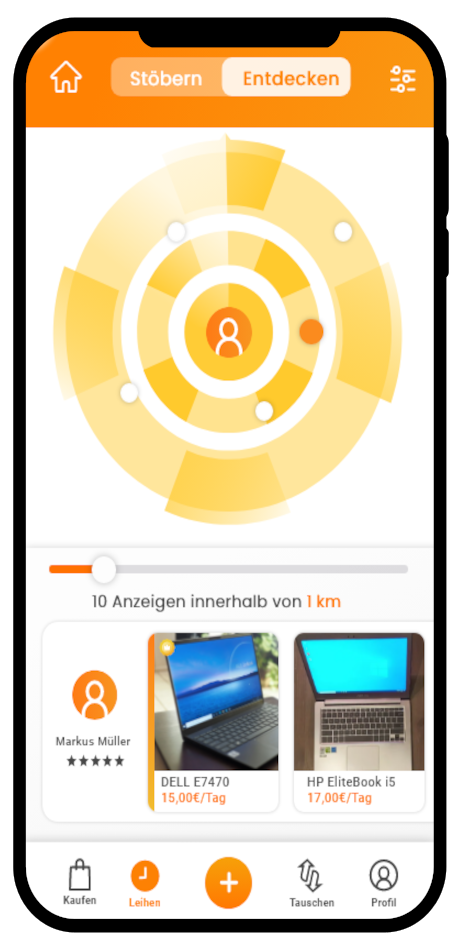 Stöbern Entdecken
10 Anzeigen innerhalb von 1 km
Markus Müller
DELL E7470
15,00€/Tag
HP EliteBook i5
17,00€/Tag
Kaufen Leihen Tauschen Profil